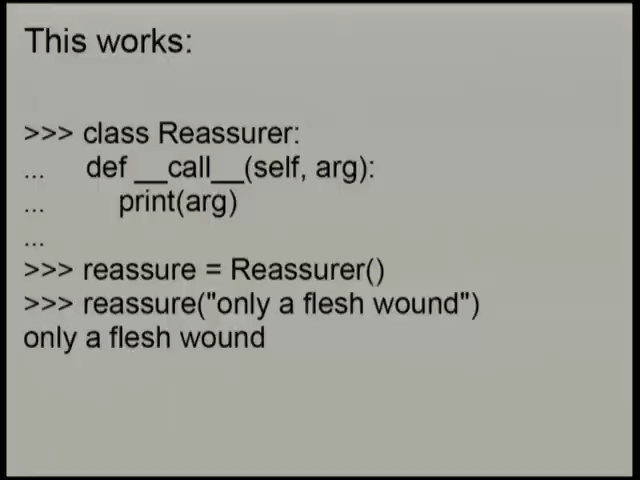 This works:
>>> class Reassurer:
...     def __call__(self, arg):
...         print(arg)
...
>>> reassure = Reassurer()
>>> reassure("only a flesh wound")
only a flesh wound